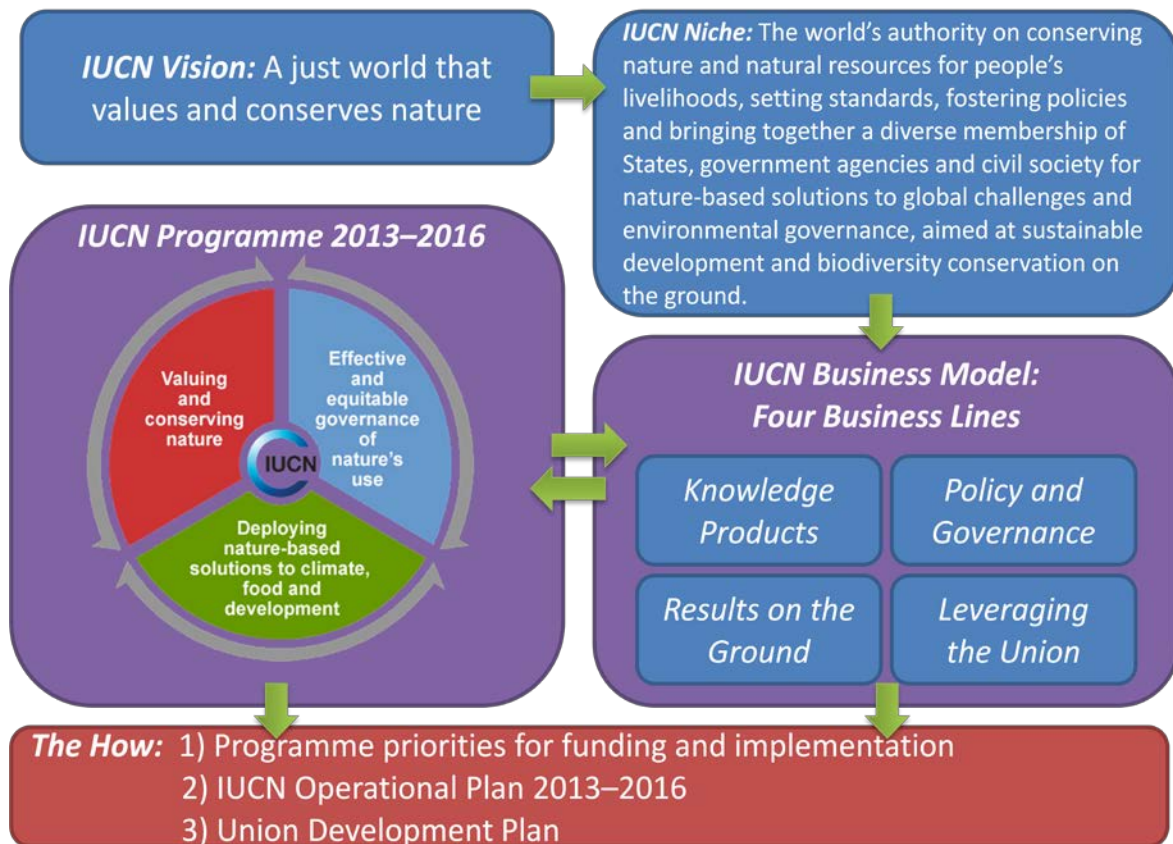 IUCN Vision: A just world that
values and conserves nature
IUCN Niche: The world's authority on conserving
nature and natural resources for people's
livelihoods, setting standards, fostering policies
and bringing together a diverse membership of
States, government agencies and civil society for
nature-based solutions to global challenges and
environmental governance, aimed at sustainable
development and biodiversity conservation on
the ground.
IUCN Programme 2013–2016
Valuing
and
conserving
nature
Effective
and
equitable
governance
of
nature's
use
IUCN
Deploying
nature-based
solutions to climate,
food and
development
IUCN Business Model:
Four Business Lines
Knowledge
Products
Policy and
Governance
Results on the
Ground
Leveraging
the Union
The How: 1) Programme priorities for funding and implementation
2) IUCN Operational Plan 2013–2016
3) Union Development Plan